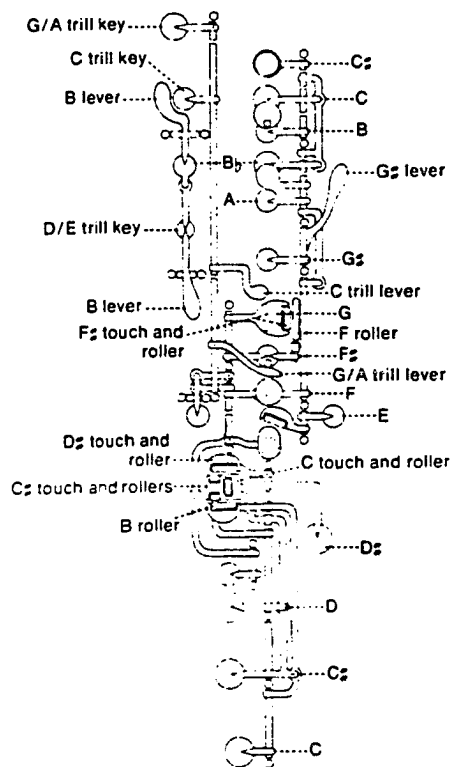 G/A trill key
C trill key
B lever
C♯
C
B
B♭
G♯ lever
A
D/E trill key
G♯
B lever
C trill lever
F♯ touch and
roller
G
F roller
F♯
G/A trill lever
F
E
D♯ touch and
roller
C touch and roller
C♯ touch and rollers
B roller
D♯
D
C♯
C